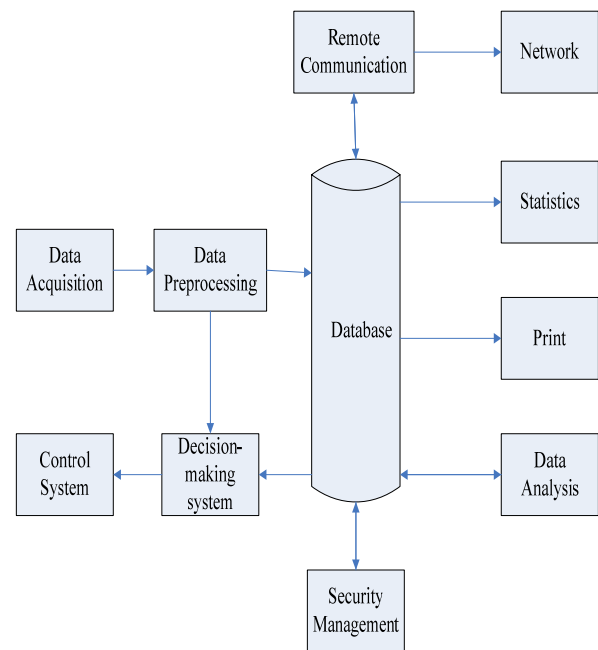 Remote
Communication
Network
Statistics
Data
Acquisition
Data
Preprocessing
Database
Print
Control
System
Decision-
making
system
Data
Analysis
Security
Management